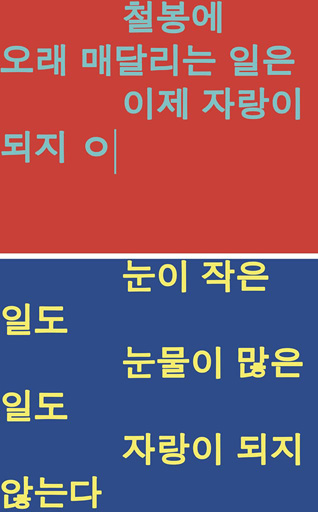 철봉에
오래 매달리는 일은
이제 자랑이
되지 ㅇ
눈이 작은
일도
눈물이 많은
일도
자랑이 되지
않는다